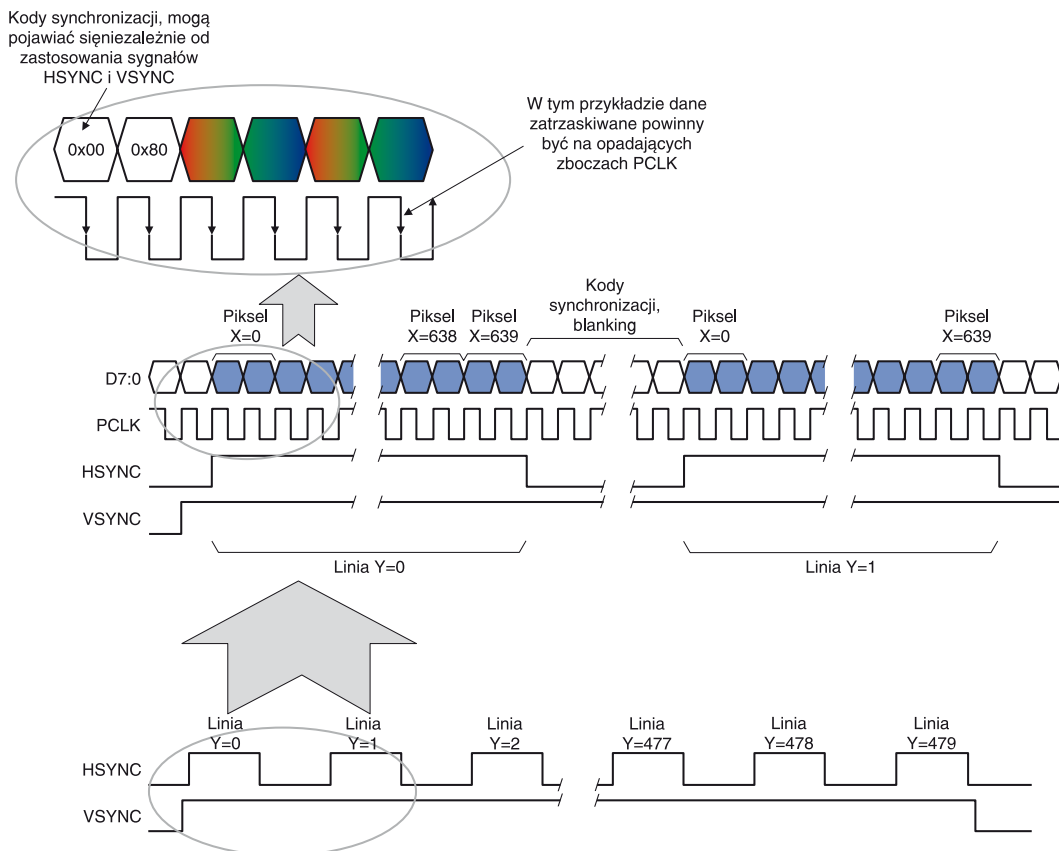 Kody synchronizacji, mogą
pojawiać sięniezależnie od
zastosowania sygnałów
HSYNC i VSYNC
W tym przykładzie dane
zatrzaskiwane powinny
być na opadających
zboczach PCLK
0x00
0x80
Kody
synchronizacji,
blanking
Piksel
X=0
Piksel
X=638
Piksel
X=639
Piksel
X=0
Piksel
X=639
D7:0
PCLK
HSYNC
VSYNC
Linia Y=0
Linia Y=1
Linia
Y=0
Linia
Y=1
Linia
Y=2
Linia
Y=477
Linia
Y=478
Linia
Y=479
HSYNC
VSYNC